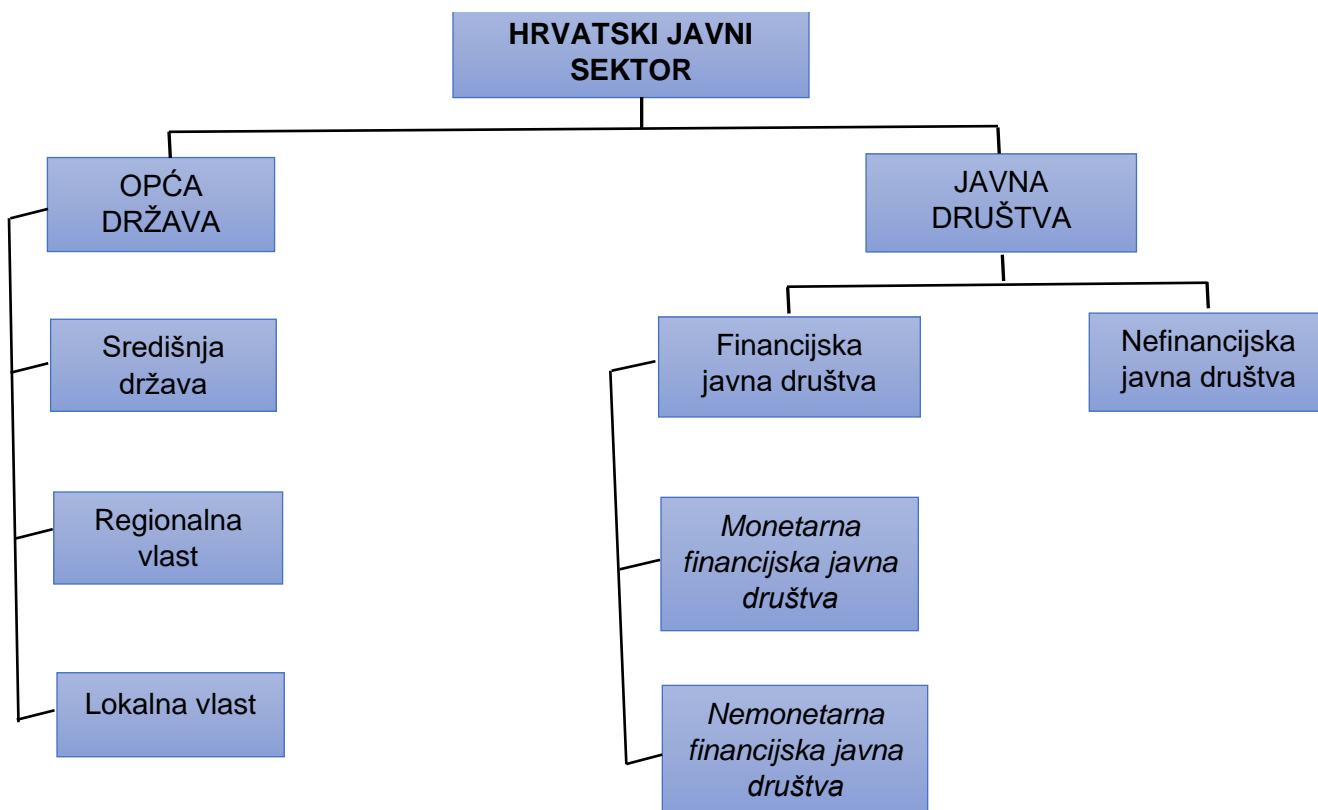 HRVATSKI JAVNI
SEKTOR
OPĆA
DRŽAVA
JAVNA
DRUŠTVA
Središnja
država
Financijska
javna društva
Nefinancijska
javna društva
Regionalna
vlast
Monetarna
financijska javna
društva
Lokalna vlast
Nemonetarna
financijska javna
društva